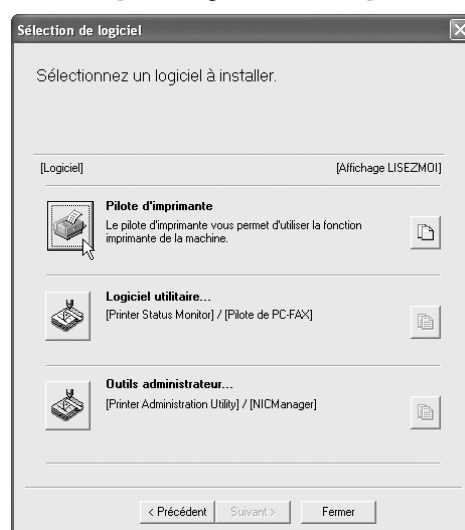 Sélection de logiciel
Sélectionnez un logiciel à installer.
[Logiciel] [Affichage LISEZMOI]
Pilote d'imprimante
Le pilote d'imprimante vous permet d'utiliser la fonction
imprimante de la machine.
Logiciel utilitaire...
[Printer Status Monitor] / [Pilote de PC-FAX]
Outils administrateur...
[Printer Administration Utility] / [NICManager]
< Précédent Suivant > Fermer